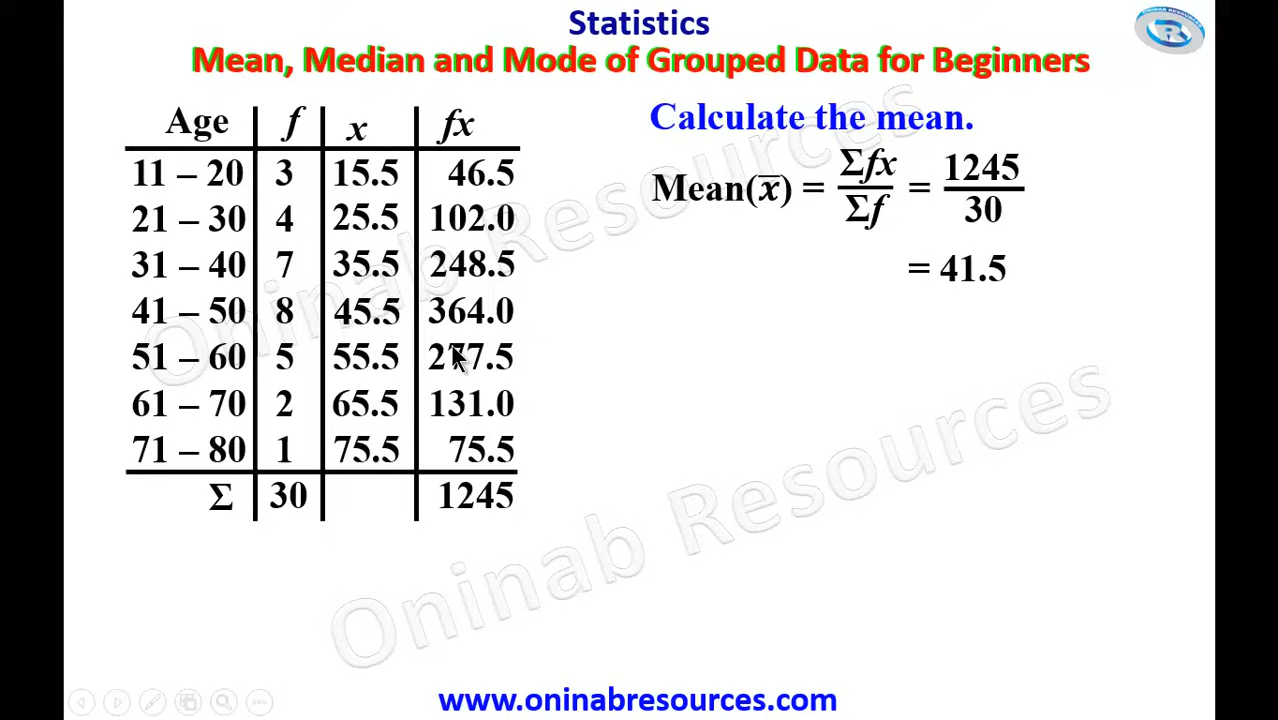 Statistics
Mean, Median and Mode of Grouped Data for Beginners
ONINAB RESOURCES
R
Age f x fx
11 – 20 3 15.5 46.5
21 – 30 4 25.5 102.0
31 – 40 7 35.5 248.5
41 – 50 8 45.5 364.0
51 – 60 5 55.5 277.5
61 – 70 2 65.5 131.0
71 – 80 1 75.5 75.5
Σ 30 1245
Calculate the mean.
Mean(x̅) = Σfx/Σf = 1245/30
= 41.5
Oninab Resources
Oninab Resources
www.oninabresources.com